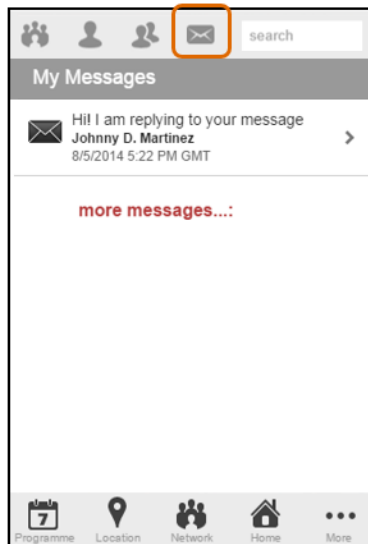 search
My Messages
Hi! I am replying to your message
Johnny D. Martinez
8/5/2014 5:22 PM GMT
more messages...:
7
Programme Location Network Home More